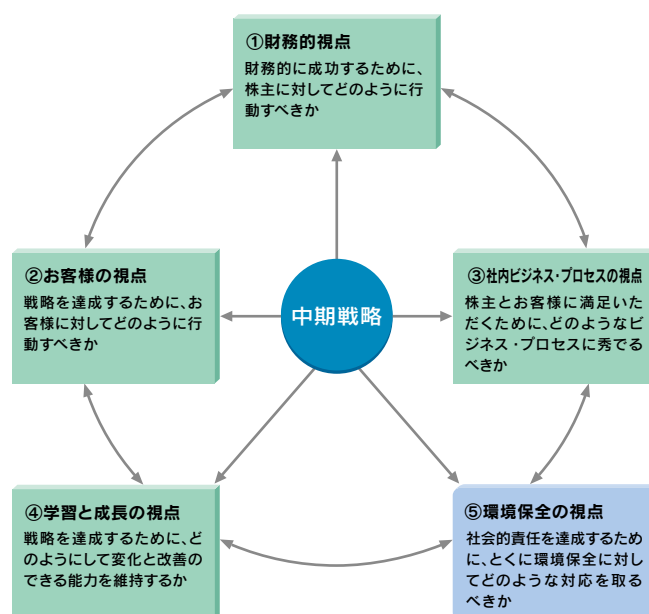 ①財務的視点
財務的に成功するために、
株主に対してどのように行
動すべきか
②お客様の視点
戦略を達成するために、お
客様に対してどのように行
動すべきか
中期戦略
③社内ビジネス・プロセスの視点
株主とお客様に満足いた
だくために、どのようなビ
ジネス・プロセスに秀でる
べきか
④学習と成長の視点
戦略を達成するために、ど
のようにして変化と改善の
できる能力を維持するか
⑤環境保全の視点
社会的責任を達成するため
に、とくに環境保全に対し
てどのような対応を取る
べきか